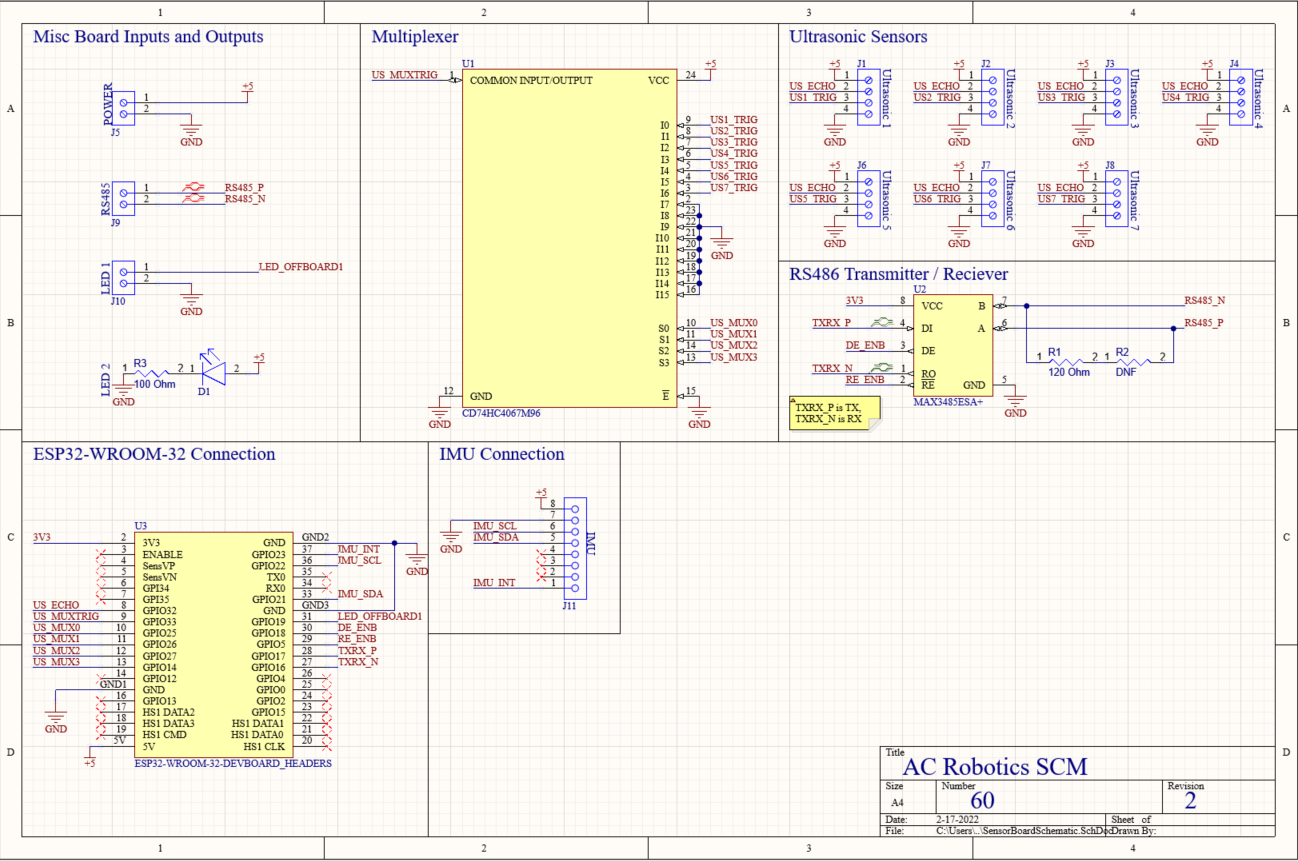 1 2 3 4
Misc Board Inputs and Outputs
POWER
1
2
+5
J5
GND
RS485
1
2
RS485_P
RS485_N
J9
LED 1
1
2
LED_OFFBOARD1
J10
GND
LED 2
R3
1 2
100 Ohm
1 2
D1
+5
GND
Multiplexer
U1
US_MUXTRIG 1 COMMON INPUT/OUTPUT
VCC 24 +5
I0 9 US1_TRIG
I1 8 US2_TRIG
I2 7 US3_TRIG
I3 6 US4_TRIG
I4 5 US5_TRIG
I5 4 US6_TRIG
I6 3 US7_TRIG
I7 2
I8 23
I9 22
I10 21
I11 20
I12 19
I13 18
I14 17
I15 16
GND
S0 10 US_MUX0
S1 11 US_MUX1
S2 14 US_MUX2
S3 13 US_MUX3
12 GND
E 15
GND
GND
CD74HC4067M96
Ultrasonic Sensors
J1
+5 1
US_ECHO 2
US1_TRIG 3
4
GND
Ultrasonic 1
J2
+5 1
US_ECHO 2
US2_TRIG 3
4
GND
Ultrasonic 2
J3
+5 1
US_ECHO 2
US3_TRIG 3
4
GND
Ultrasonic 3
J4
+5 1
US_ECHO 2
US4_TRIG 3
4
GND
Ultrasonic 4
J6
+5 1
US_ECHO 2
US5_TRIG 3
4
GND
Ultrasonic 5
J7
+5 1
US_ECHO 2
US6_TRIG 3
4
GND
Ultrasonic 6
J8
+5 1
US_ECHO 2
US7_TRIG 3
4
GND
Ultrasonic 7
RS486 Transmitter / Reciever
U2
3V3 8 VCC
TXRX_P 4 DI
DE_ENB 3 DE
TXRX_N 1 RO
RE_ENB 2 RE
B 7 RS485_N
A 6 RS485_P
GND 5
GND
MAX3485ESA+
R1
1 2
120 Ohm
R2
1 2
DNF
TXRX_P is TX,
TXRX_N is RX
ESP32-WROOM-32 Connection
U3
3V3 2 3V3
3 ENABLE
4 SensVP
5 SensVN
6 GPI34
7 GPI35
US_ECHO 8 GPIO32
US_MUXTRIG 9 GPIO33
US_MUX0 10 GPIO25
US_MUX1 11 GPIO26
US_MUX2 12 GPIO27
US_MUX3 13 GPIO14
14 GPIO12
GND1 GND
16 GPIO13
17 HS1 DATA2
18 HS1 DATA3
19 HS1 CMD
5V 5V
GND
+5
GND GND2
GPIO23 37 IMU_INT
GPIO22 36 IMU_SCL
TX0 35
RX0 34
GPIO21 33 IMU_SDA
GND GND3
GPIO19 31 LED_OFFBOARD1
GPIO18 30 DE_ENB
GPIO5 29 RE_ENB
GPIO17 28 TXRX_P
GPIO16 27 TXRX_N
GPIO4 26
GPIO0 25
GPIO2 24
GPIO15 23
HS1 DATA1 22
HS1 DATA0 21
HS1 CLK 20
GND
ESP32-WROOM-32-DEVBOARD_HEADERS
IMU Connection
+5 8
7
IMU_SCL 6
IMU_SDA 5
4
3
2
IMU_INT 1
GND
IMU
J11
Title
AC Robotics SCM
Size
A4
Number
60
Revision
2
Date: 2-17-2022 Sheet of
File: C:\Users\..\SensorBoardSchematic.SchDocDrawn By:
A A
B B
C C
D D
1 2 3 4